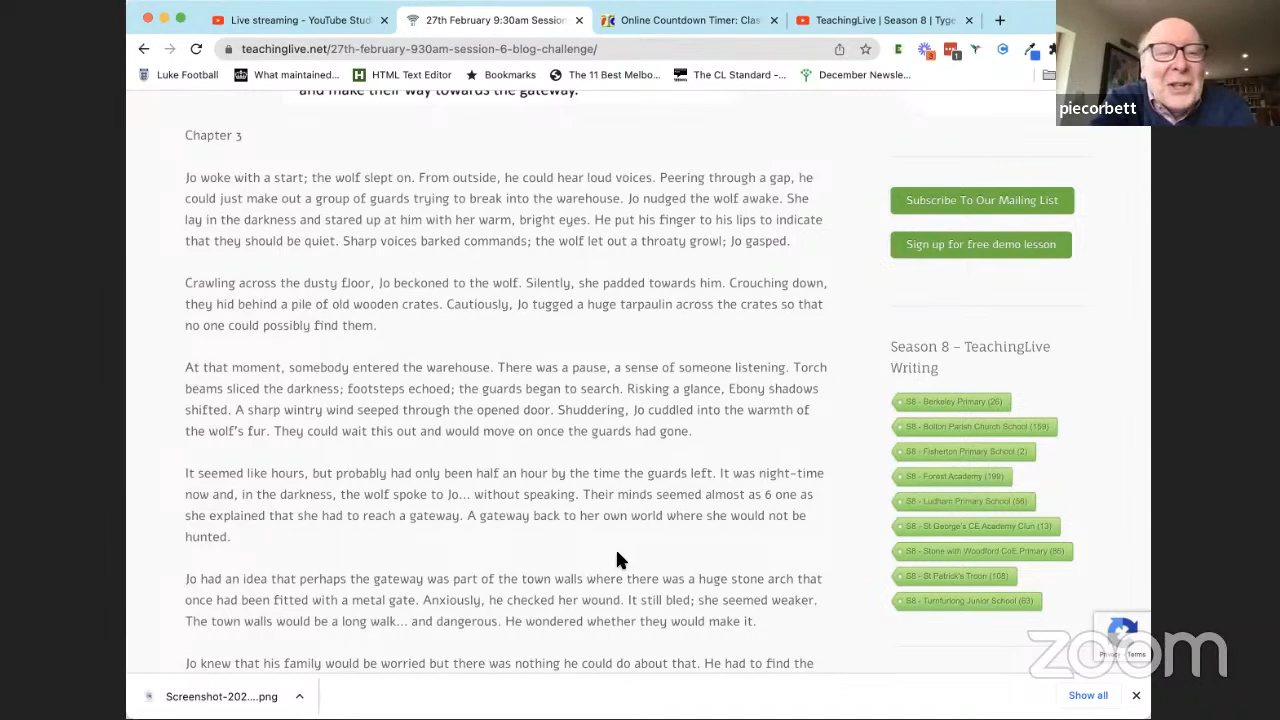 Live streaming - YouTube Stud
27th February 9:30am Session
Online Countdown Timer: Clas
TeachingLive | Season 8 | Tyge
teachinglive.net/27th-february-930am-session-6-blog-challenge/
Luke Football
What maintained...
HTML Text Editor
Bookmarks
The 11 Best Melbo...
The CL Standard -...
December Newsle...
piecorbett
and make their way towards the gateway.
Chapter 3
Jo woke with a start; the wolf slept on. From outside, he could hear loud voices. Peering through a gap, he
could just make out a group of guards trying to break into the warehouse. Jo nudged the wolf awake. She
lay in the darkness and stared up at him with her warm, bright eyes. He put his finger to his lips to indicate
that they should be quiet. Sharp voices barked commands; the wolf let out a throaty growl; Jo gasped.
Crawling across the dusty floor, Jo beckoned to the wolf. Silently, she padded towards him. Crouching down,
they hid behind a pile of old wooden crates. Cautiously, Jo tugged a huge tarpaulin across the crates so that
no one could possibly find them.
At that moment, somebody entered the warehouse. There was a pause, a sense of someone listening. Torch
beams sliced the darkness; footsteps echoed; the guards began to search. Risking a glance, Ebony shadows
shifted. A sharp wintry wind seeped through the opened door. Shuddering, Jo cuddled into the warmth of
the wolf's fur. They could wait this out and would move on once the guards had gone.
It seemed like hours, but probably had only been half an hour by the time the guards left. It was night-time
now and, in the darkness, the wolf spoke to Jo... without speaking. Their minds seemed almost as 6 one as
she explained that she had to reach a gateway. A gateway back to her own world where she would not be
hunted.
Jo had an idea that perhaps the gateway was part of the town walls where there was a huge stone arch that
once had been fitted with a metal gate. Anxiously, he checked her wound. It still bled; she seemed weaker.
The town walls would be a long walk... and dangerous. He wondered whether they would make it.
Jo knew that his family would be worried but there was nothing he could do about that. He had to find the
Subscribe To Our Mailing List
Sign up for free demo lesson
Season 8 – TeachingLive
Writing
S8 - Berkeley Primary (26)
S8 - Bolton Parish Church School (159)
S8 - Fisherton Primary School (2)
S8 - Forest Academy (199)
S8 - Ludham Primary School (56)
S8 - St George's CE Academy Clun (13)
S8 - Stone with Woodford CoE Primary (86)
S8 - St Patrick's Troon (108)
S8 - Turnfurlong Junior School (63)
Privacy - Terms
zoom
Screenshot-202....png
Show all